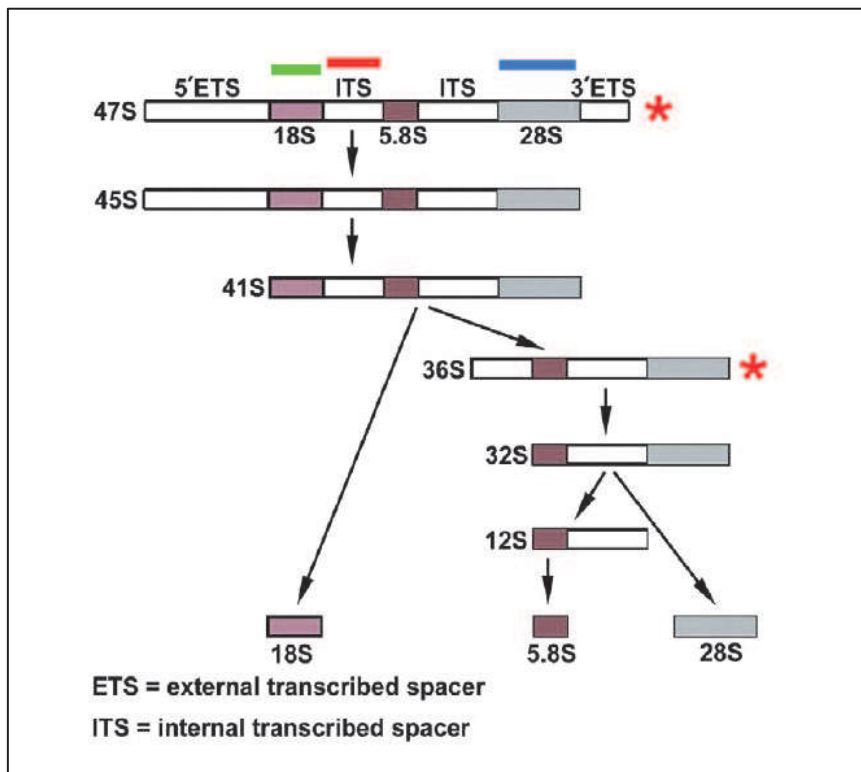 5′ETS ITS ITS 3′ETS
47S *
18S 5.8S 28S
45S
41S
36S *
32S
12S
18S 5.8S 28S
ETS = external transcribed spacer
ITS = internal transcribed spacer